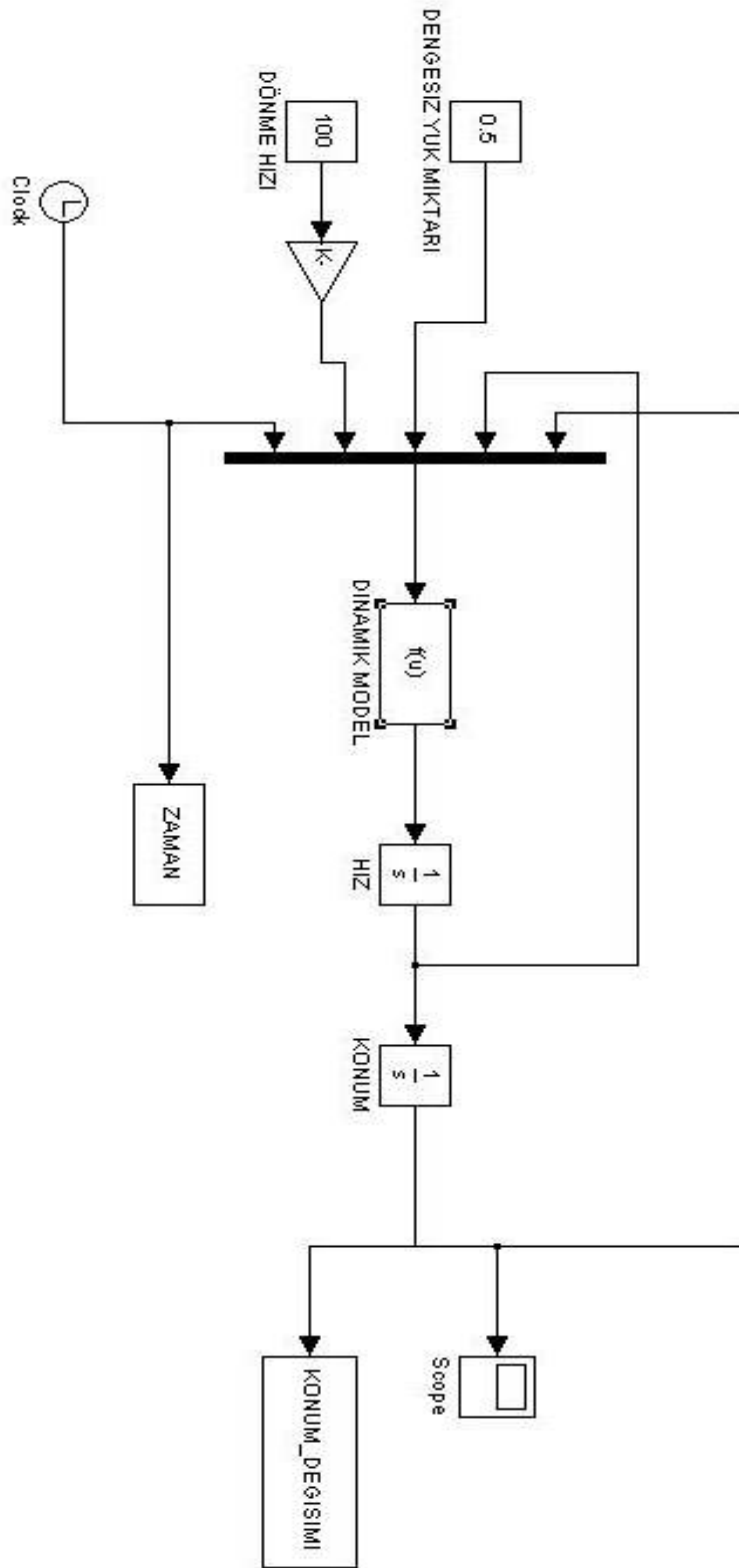 0.5
DENGESIZ YUK MIKTARI
100
DÖNME HIZI
-K-
Clock
f(u)
DINAMIK MODEL
1
s
HIZ
1
s
KONUM
ZAMAN
Scope
KONUM_DEGISIMI